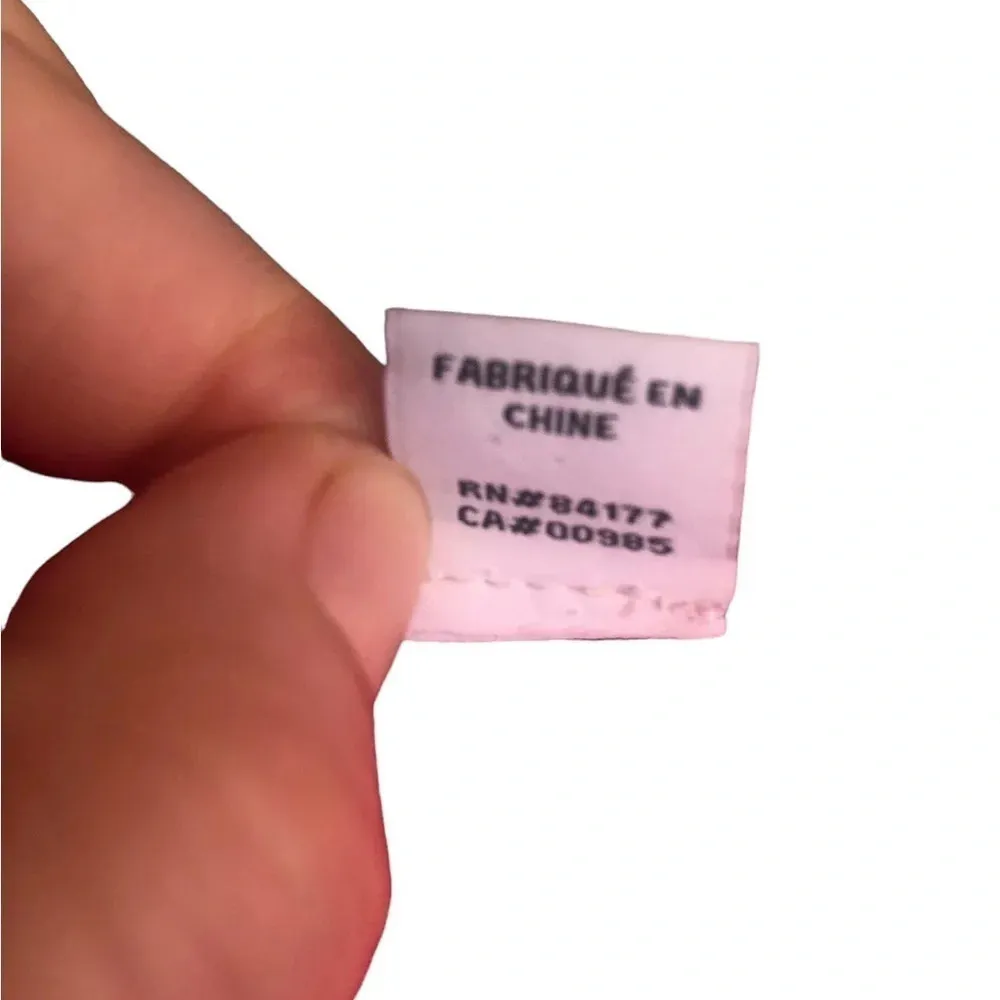 FABRIQUÉ EN
CHINE
RN#84177
CA#00985